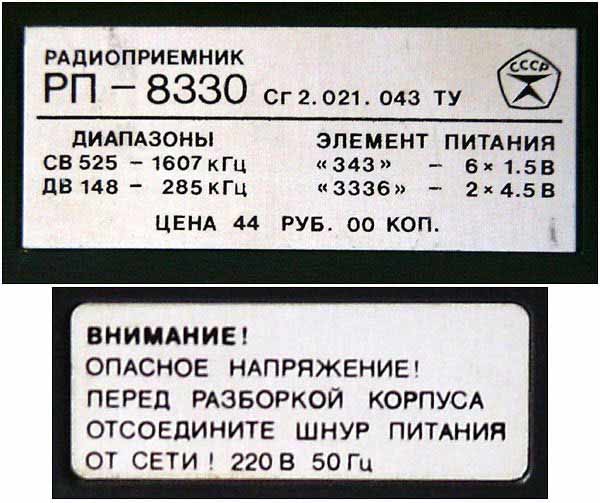 РАДИОПРИЕМНИК
РП – 8330 Сг 2.021.043 ТУ
СССР
ДИАПАЗОНЫ ЭЛЕМЕНТ ПИТАНИЯ
СВ 525 – 1607 кГц «343» – 6 × 1.5 В
ДВ 148 – 285 кГц «3336» – 2 × 4.5 В
ЦЕНА 44 РУБ. 00 КОП.
ВНИМАНИЕ!
ОПАСНОЕ НАПРЯЖЕНИЕ!
ПЕРЕД РАЗБОРКОЙ КОРПУСА
ОТСОЕДИНИТЕ ШНУР ПИТАНИЯ
ОТ СЕТИ! 220 В 50 Гц